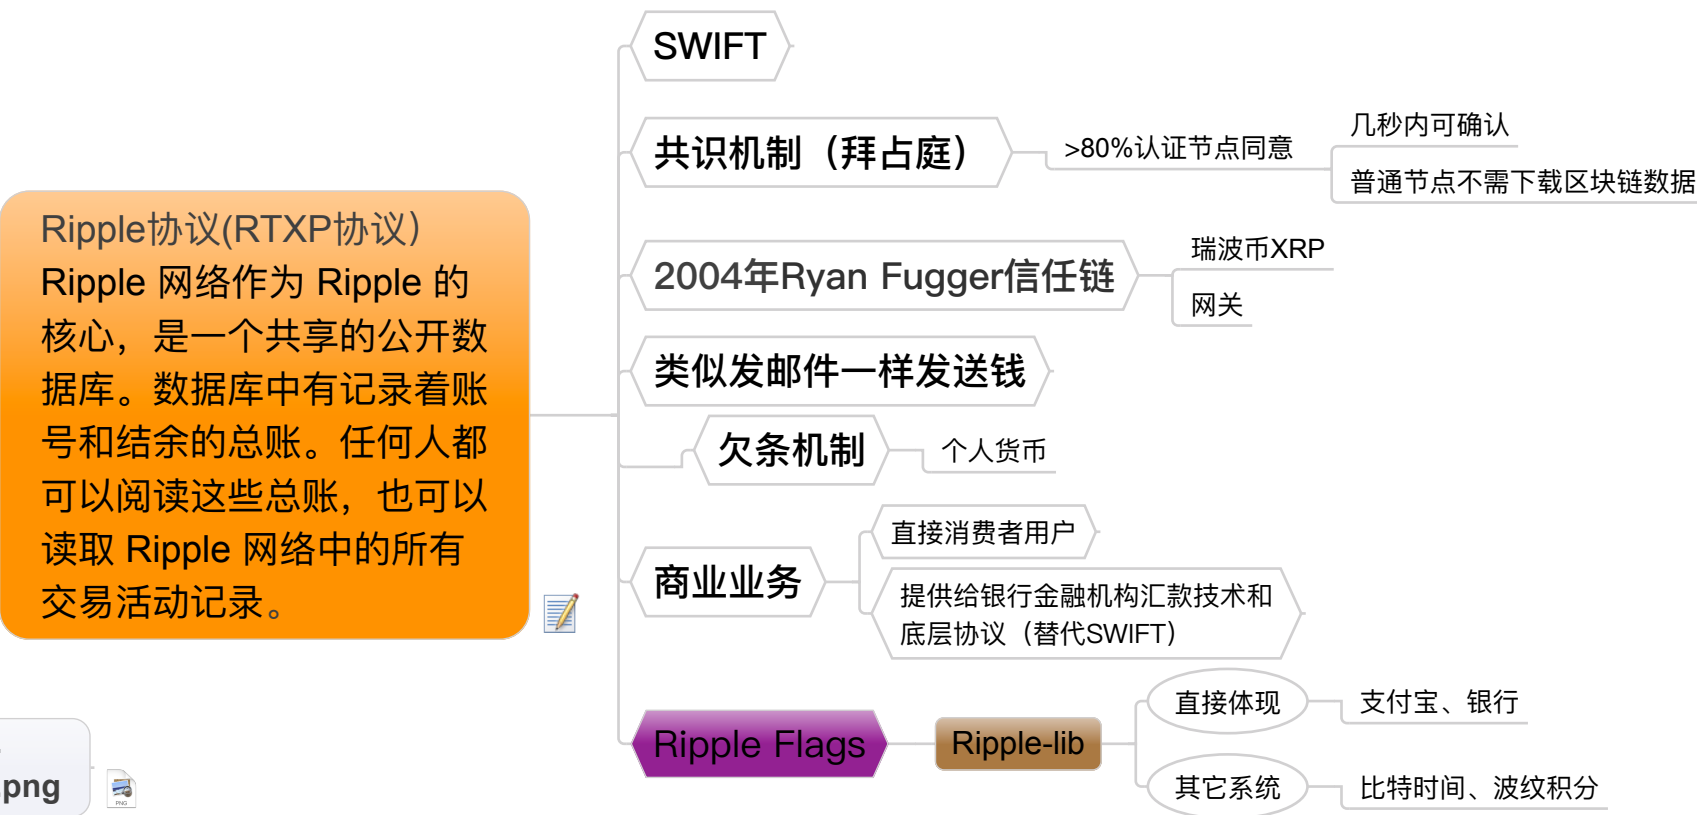 Ripple协议(RTXP协议）
Ripple 网络作为 Ripple 的
核心，是一个共享的公开数
据库。数据库中有记录着账
号和结余的总账。任何人都
可以阅读这些总账，也可以
读取 Ripple 网络中的所有
交易活动记录。
SWIFT
共识机制（拜占庭）
>80%认证节点同意
几秒内可确认
普通节点不需下载区块链数据
2004年Ryan Fugger信任链
瑞波币XRP
网关
类似发邮件一样发送钱
欠条机制
个人货币
商业业务
直接消费者用户
提供给银行金融机构汇款技术和
底层协议（替代SWIFT）
Ripple Flags
Ripple-lib
直接体现
支付宝、银行
其它系统
比特时间、波纹积分
png
PNG